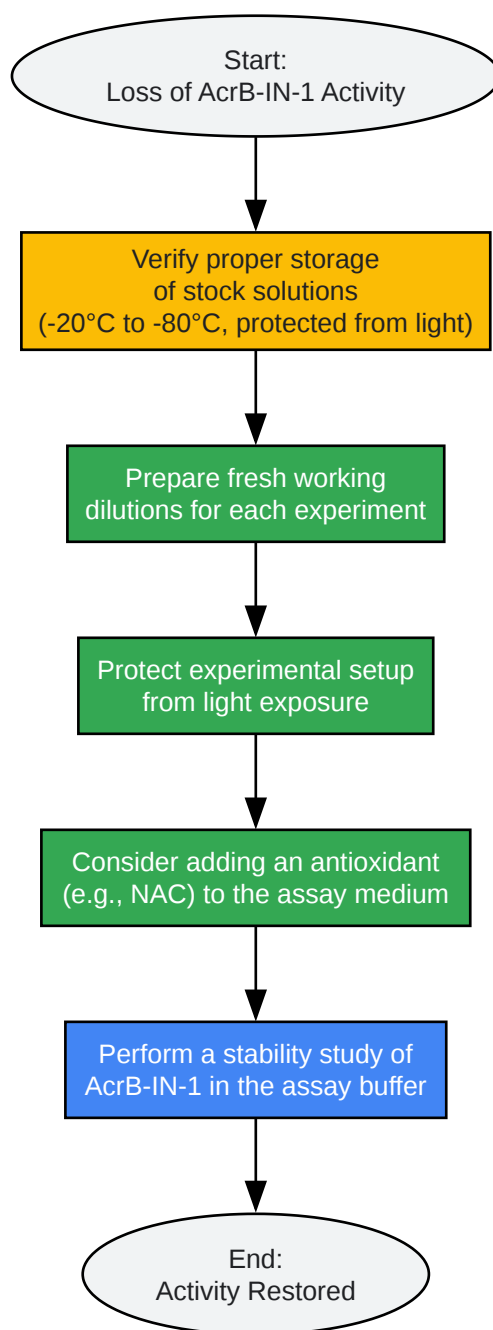 Start:
Loss of AcrB-IN-1 Activity
Verify proper storage
of stock solutions
(-20°C to -80°C, protected from light)
Prepare fresh working
dilutions for each experiment
Protect experimental setup
from light exposure
Consider adding an antioxidant
(e.g., NAC) to the assay medium
Perform a stability study of
AcrB-IN-1 in the assay buffer
End:
Activity Restored